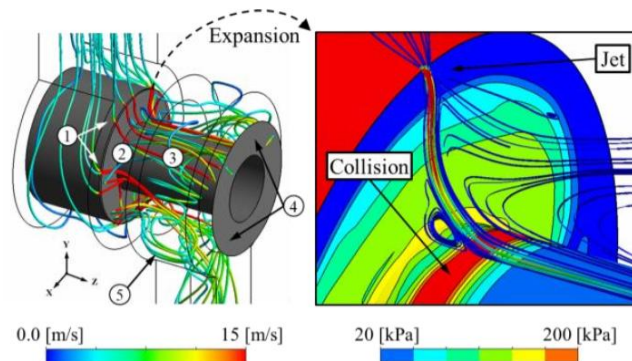 Expansion
Jet
1
2
3
Collision
4
Y
Z
X
5
0.0 [m/s]
15 [m/s]
20 [kPa]
200 [kPa]